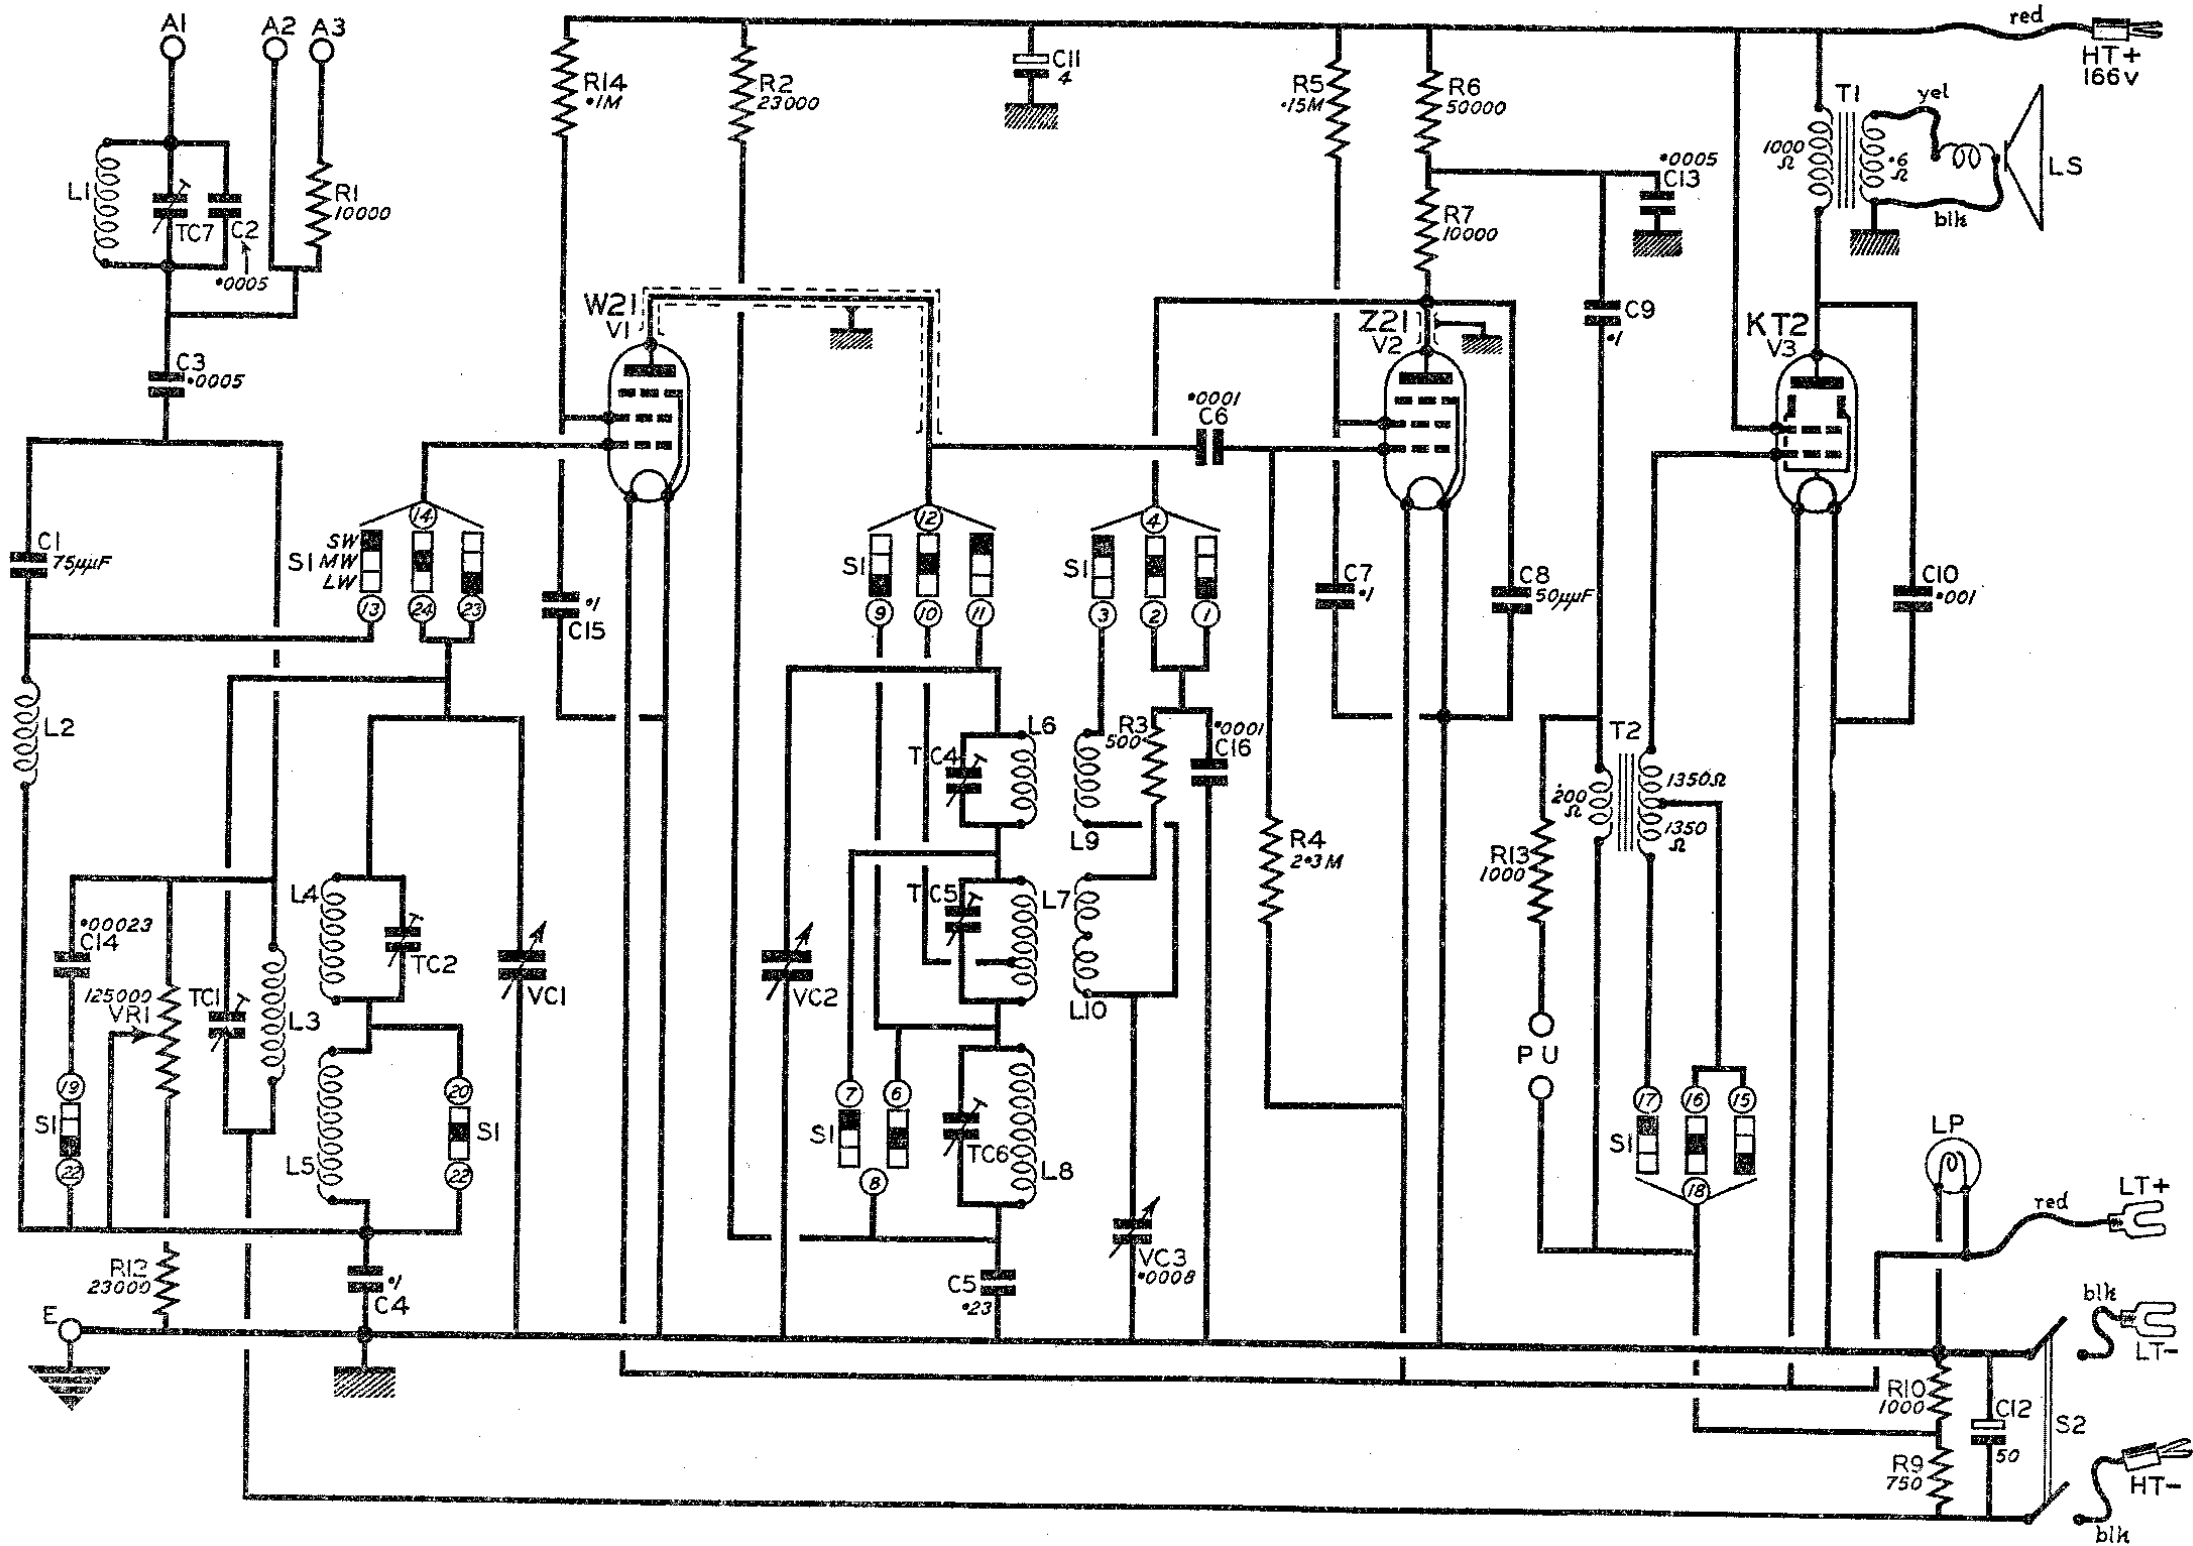 A1
A2
A3
red
HT+
166v
R14
·1M
R2
23000
C11
4
R5
·15M
R6
50000
T1
yel
1000
Ω
·6
Ω
LS
blk
L1
TC7
C2
·0005
R1
10000
·0005
C13
R7
10000
W21
V1
Z21
V2
C9
·1
KT2
V3
C3
·0005
·0001
C6
C1
75μμF
S1
SW
MW
LW
14
13
24
23
·1
C15
12
S1
9
10
11
4
S1
3
2
1
C7
·1
C8
50μμF
C10
·001
L2
L6
TC4
R3
500
·0001
C16
L9
T2
200
Ω
1350Ω
1350
Ω
R4
2·3M
R13
1000
L4
TC2
·00023
C14
125000
VR1
TC1
L3
VC1
VC2
TC5
L7
L10
PU
19
S1
22
L5
20
S1
22
7
6
S1
8
TC6
L8
17
16
15
S1
18
LP
LT+
red
R12
23000
·1
C4
C5
·23
VC3
·0008
E
blk
LT-
R10
1000
C12
50
S2
R9
750
HT-
blk